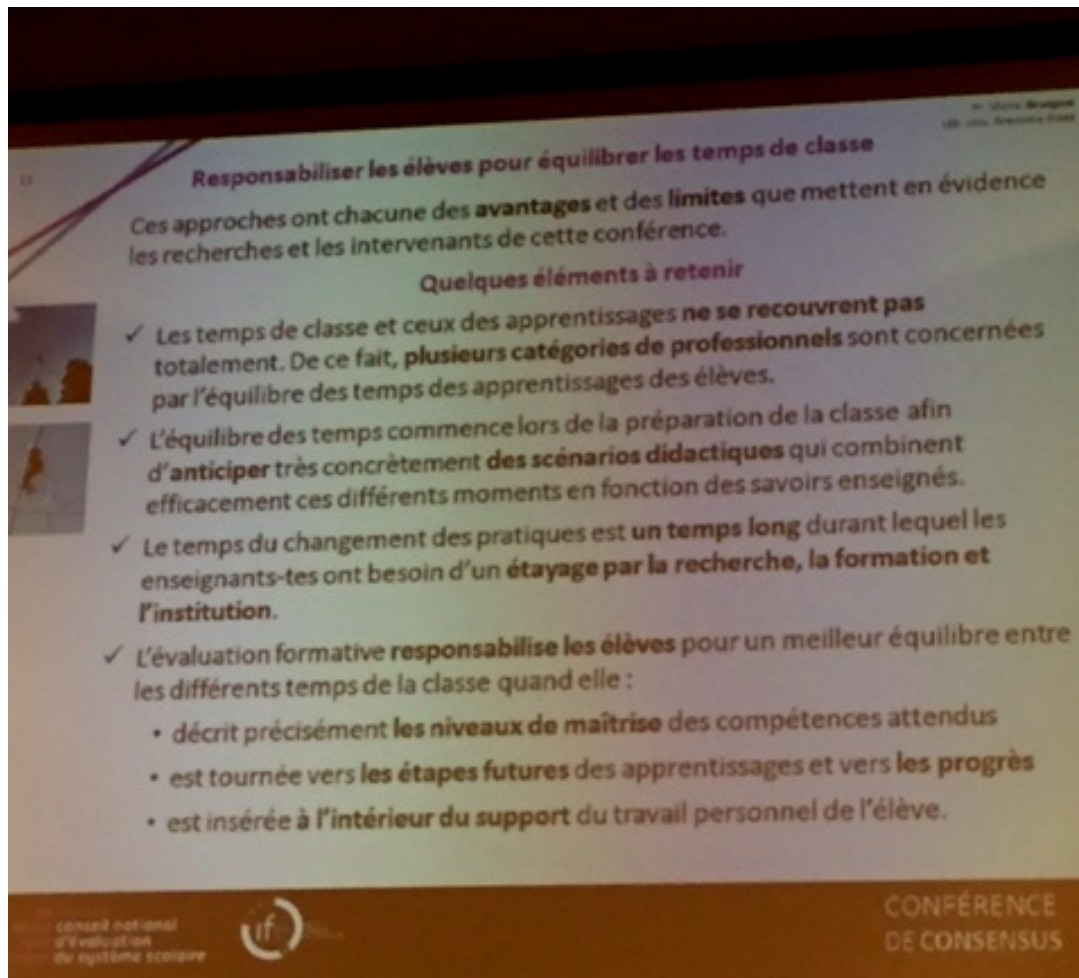 Responsabiliser les élèves pour équilibrer les temps de classe
Ces approches ont chacune des avantages et des limites que mettent en évidence
les recherches et les intervenants de cette conférence.
Quelques éléments à retenir
✓ Les temps de classe et ceux des apprentissages ne se recouvrent pas
totalement. De ce fait, plusieurs catégories de professionnels sont concernées
par l'équilibre des temps des apprentissages des élèves.
✓ L'équilibre des temps commence lors de la préparation de la classe afin
d'anticiper très concrètement des scénarios didactiques qui combinent
efficacement ces différents moments en fonction des savoirs enseignés.
✓ Le temps du changement des pratiques est un temps long durant lequel les
enseignants-tes ont besoin d'un étayage par la recherche, la formation et
l'institution.
✓ L'évaluation formative responsabilise les élèves pour un meilleur équilibre entre
les différents temps de la classe quand elle :
• décrit précisément les niveaux de maîtrise des compétences attendus
• est tournée vers les étapes futures des apprentissages et vers les progrès
• est insérée à l'intérieur du support du travail personnel de l'élève.
conseil national
d'évaluation
du système scolaire
if
CONFÉRENCE
DE CONSENSUS